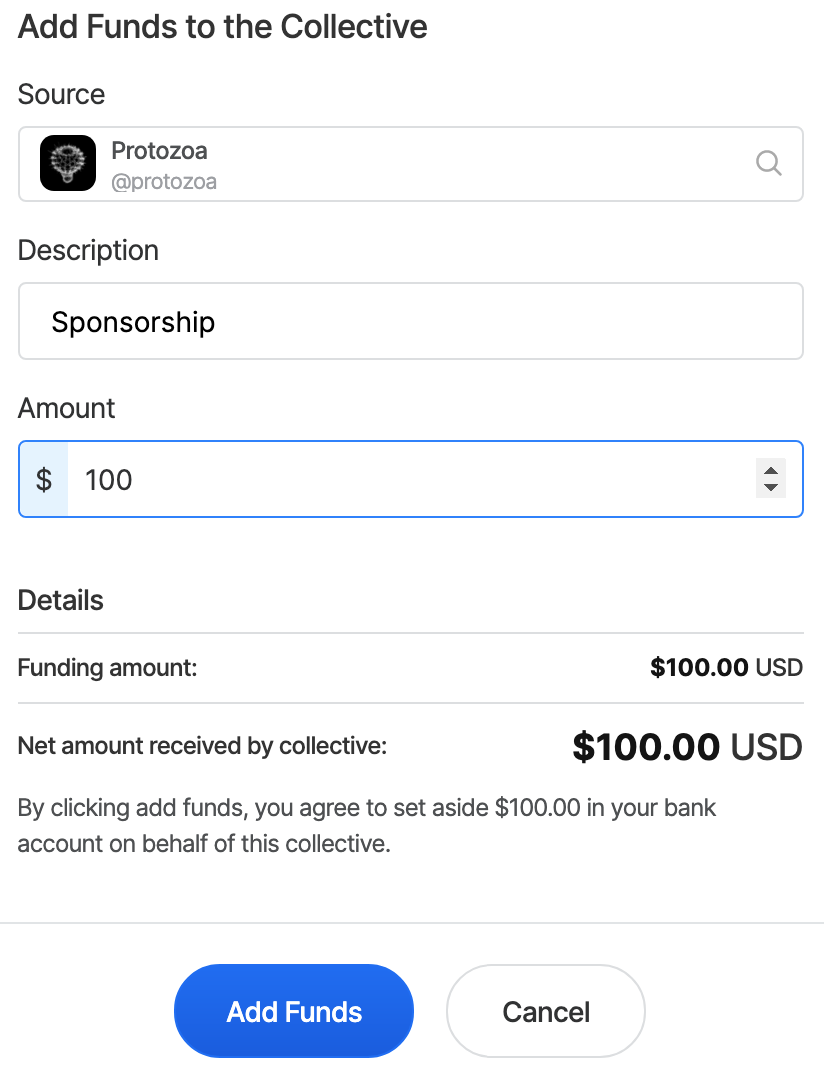 Add Funds to the Collective
Source
Protozoa
@protozoa
Description
Sponsorship
Amount
$ 100
Details
Funding amount: $100.00 USD
Net amount received by collective: $100.00 USD
By clicking add funds, you agree to set aside $100.00 in your bank
account on behalf of this collective.
Add Funds Cancel